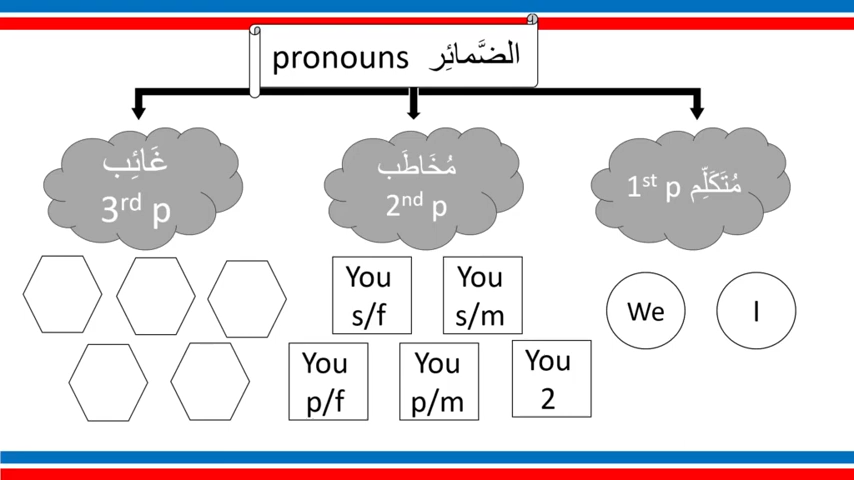 pronouns الضَّمائِر
غَائِب
3rd p
مُخَاطَب
2nd p
1st p مُتَكَلِّم
You
s/f
You
s/m
We
I
You
p/f
You
p/m
You
2